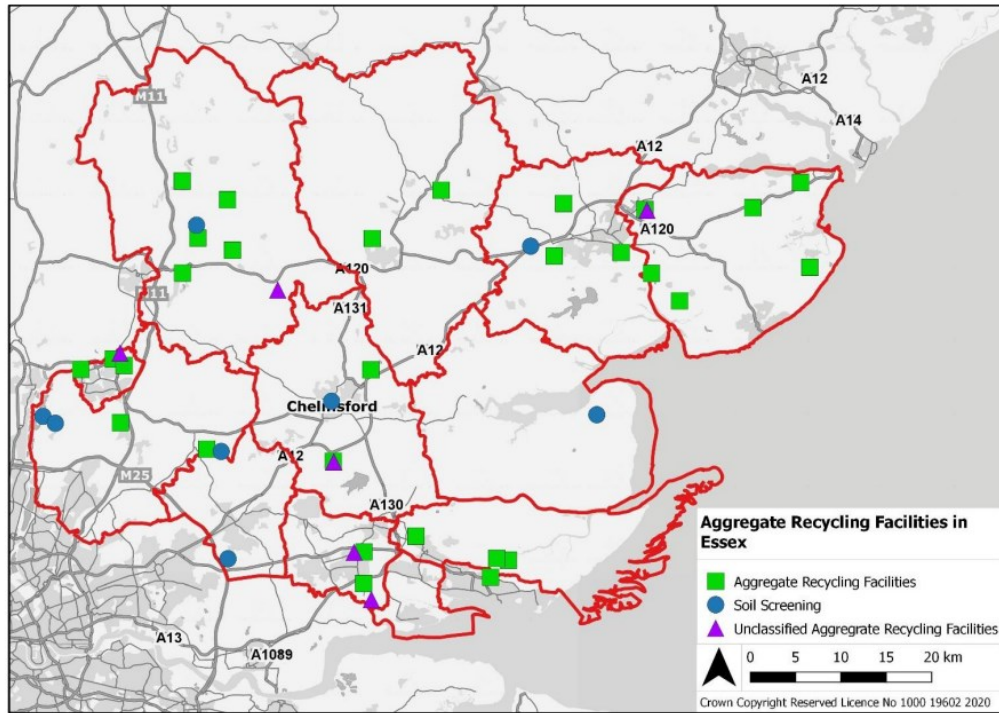 M11
A12
A14
A12
A120
A120
M11
A131
A12
Chelmsford
A12
M25
A130
A13
A1089
Aggregate Recycling Facilities in
Essex
Aggregate Recycling Facilities
Soil Screening
Unclassified Aggregrate Recycling Facilities
0 5 10 15 20 km
Crown Copyright Reserved Licence No 1000 19602 2020